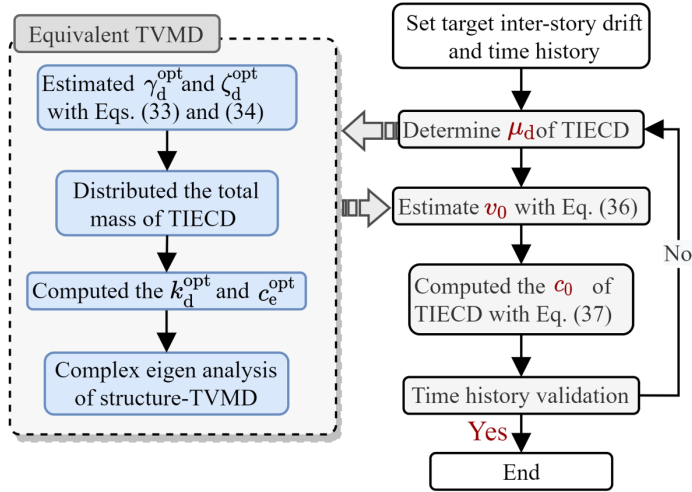 Equivalent TVMD
Estimated γ_d^opt and ζ_d^opt
with Eqs. (33) and (34)
Distributed the total
mass of TIECD
Computed the k_d^opt and c_e^opt
Complex eigen analysis
of structure-TVMD
Set target inter-story drift
and time history
Determine μ_d of TIECD
Estimate v_0 with Eq. (36)
Computed the c_0 of
TIECD with Eq. (37)
Time history validation
No
Yes
End